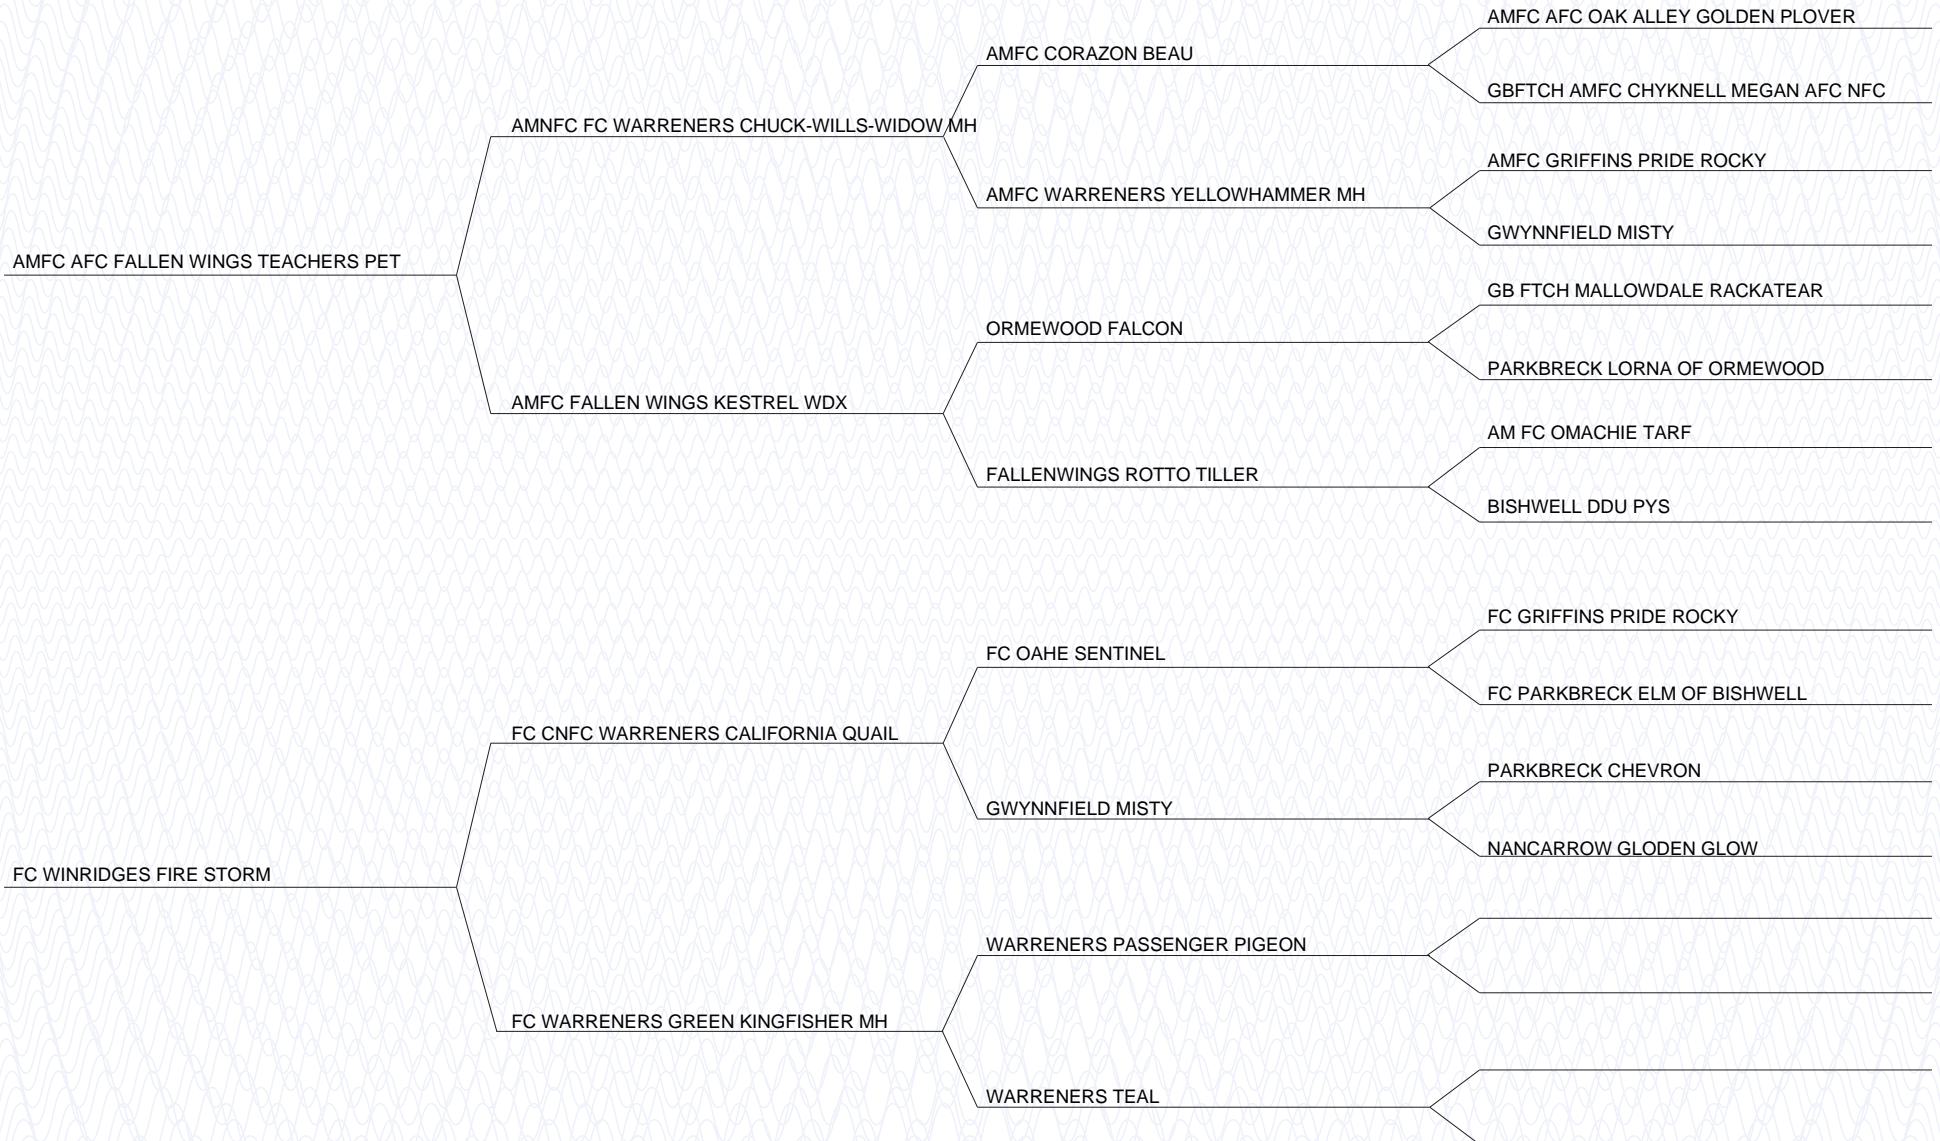 AMFC AFC OAK ALLEY GOLDEN PLOVER
AMFC CORAZON BEAU
GBFTCH AMFC CHYKNELL MEGAN AFC NFC
AMNFC FC WARRENERS CHUCK-WILLS-WIDOW MH
AMFC GRIFFINS PRIDE ROCKY
AMFC WARRENERS YELLOWHAMMER MH
GWYNNFIELD MISTY
AMFC AFC FALLEN WINGS TEACHERS PET
GB FTCH MALLOWDALE RACKATEAR
ORMEWOOD FALCON
PARKBRECK LORNA OF ORMEWOOD
AMFC FALLEN WINGS KESTREL WDX
AM FC OMACHIE TARF
FALLENWINGS ROTTO TILLER
BISHWELL DDU PYS
FC GRIFFINS PRIDE ROCKY
FC OAHE SENTINEL
FC PARKBRECK ELM OF BISHWELL
FC CNFC WARRENERS CALIFORNIA QUAIL
PARKBRECK CHEVRON
GWYNNFIELD MISTY
NANCARROW GLODEN GLOW
FC WINRIDGES FIRE STORM
WARRENERS PASSENGER PIGEON
FC WARRENERS GREEN KINGFISHER MH
WARRENERS TEAL